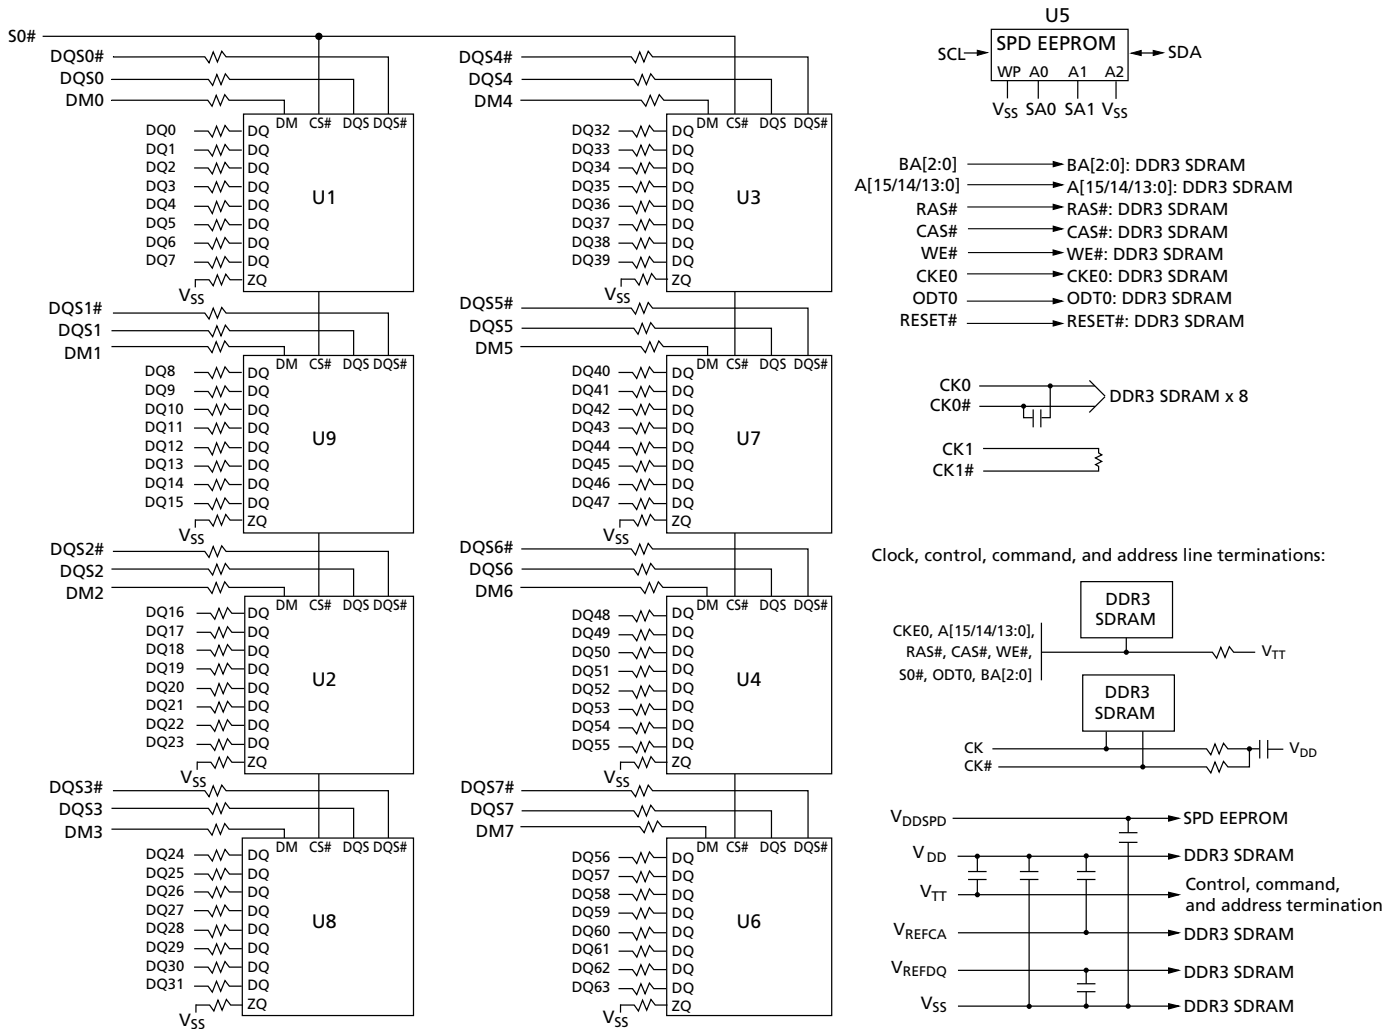 S0#
DQS0#
DQS0
DM0
DM CS# DQS DQS#
DQ0 DQ
DQ1 DQ
DQ2 DQ
DQ3 DQ
DQ4 DQ
DQ5 DQ
DQ6 DQ
DQ7 DQ
ZQ
VSS
U1
DQS1#
DQS1
DM1
DM CS# DQS DQS#
DQ8 DQ
DQ9 DQ
DQ10 DQ
DQ11 DQ
DQ12 DQ
DQ13 DQ
DQ14 DQ
DQ15 DQ
ZQ
VSS
U9
DQS2#
DQS2
DM2
DM CS# DQS DQS#
DQ16 DQ
DQ17 DQ
DQ18 DQ
DQ19 DQ
DQ20 DQ
DQ21 DQ
DQ22 DQ
DQ23 DQ
ZQ
VSS
U2
DQS3#
DQS3
DM3
DM CS# DQS DQS#
DQ24 DQ
DQ25 DQ
DQ26 DQ
DQ27 DQ
DQ28 DQ
DQ29 DQ
DQ30 DQ
DQ31 DQ
ZQ
VSS
U8
DQS4#
DQS4
DM4
DM CS# DQS DQS#
DQ32 DQ
DQ33 DQ
DQ34 DQ
DQ35 DQ
DQ36 DQ
DQ37 DQ
DQ38 DQ
DQ39 DQ
ZQ
VSS
U3
DQS5#
DQS5
DM5
DM CS# DQS DQS#
DQ40 DQ
DQ41 DQ
DQ42 DQ
DQ43 DQ
DQ44 DQ
DQ45 DQ
DQ46 DQ
DQ47 DQ
ZQ
VSS
U7
DQS6#
DQS6
DM6
DM CS# DQS DQS#
DQ48 DQ
DQ49 DQ
DQ50 DQ
DQ51 DQ
DQ52 DQ
DQ53 DQ
DQ54 DQ
DQ55 DQ
ZQ
VSS
U4
DQS7#
DQS7
DM7
DM CS# DQS DQS#
DQ56 DQ
DQ57 DQ
DQ58 DQ
DQ59 DQ
DQ60 DQ
DQ61 DQ
DQ62 DQ
DQ63 DQ
ZQ
VSS
U6
U5
SCL SPD EEPROM SDA
WP A0 A1 A2
VSS SA0 SA1 VSS
BA[2:0] BA[2:0]: DDR3 SDRAM
A[15/14/13:0] A[15/14/13:0]: DDR3 SDRAM
RAS# RAS#: DDR3 SDRAM
CAS# CAS#: DDR3 SDRAM
WE# WE#: DDR3 SDRAM
CKE0 CKE0: DDR3 SDRAM
ODT0 ODT0: DDR3 SDRAM
RESET# RESET#: DDR3 SDRAM
CK0
CK0#
DDR3 SDRAM x 8
CK1
CK1#
Clock, control, command, and address line terminations:
DDR3
SDRAM
CKE0, A[15/14/13:0],
RAS#, CAS#, WE#,
S0#, ODT0, BA[2:0]
VTT
DDR3
SDRAM
CK
CK#
VDD
VDDSPD SPD EEPROM
VDD DDR3 SDRAM
VTT Control, command,
and address termination
VREFCA DDR3 SDRAM
VREFDQ DDR3 SDRAM
VSS DDR3 SDRAM